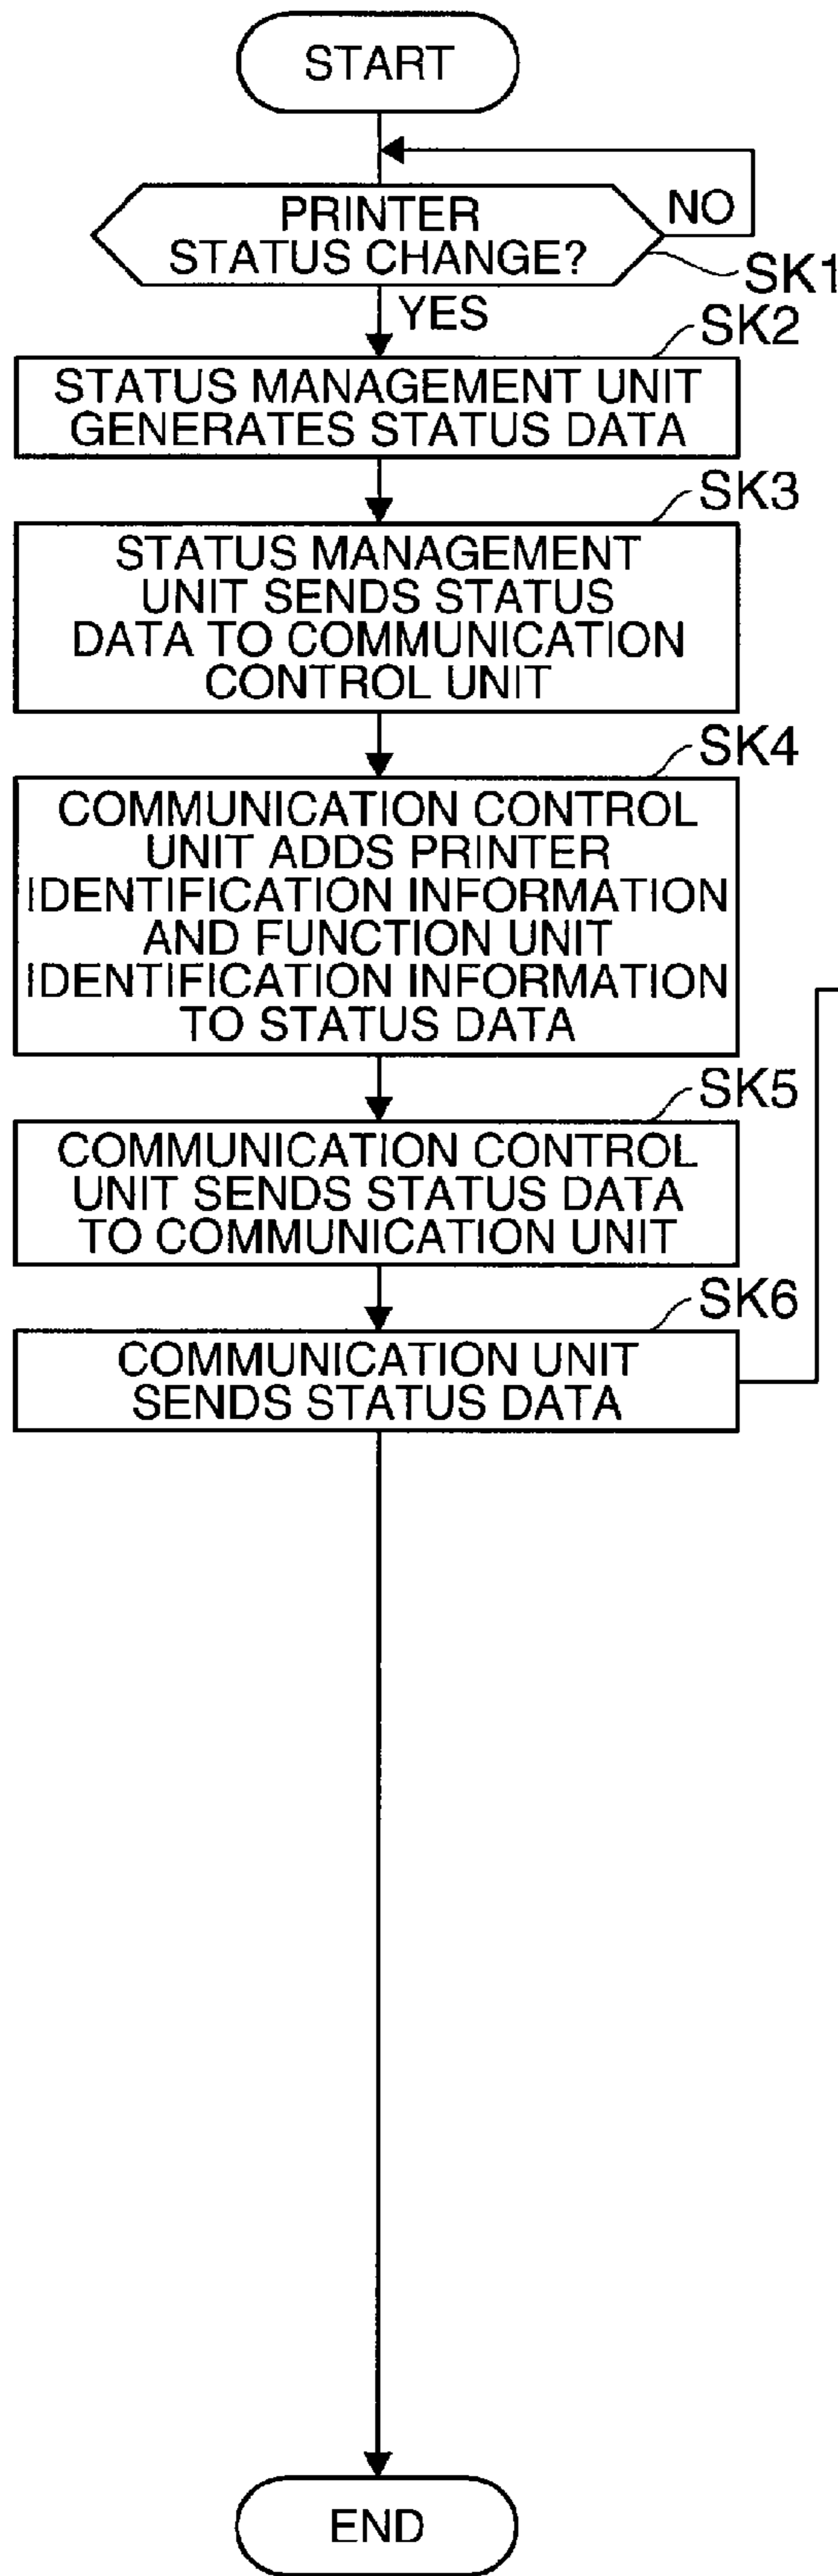 START
PRINTER
STATUS CHANGE?
NO
SK1
YES
SK2
STATUS MANAGEMENT UNIT
GENERATES STATUS DATA
SK3
STATUS MANAGEMENT
UNIT SENDS STATUS
DATA TO COMMUNICATION
CONTROL UNIT
SK4
COMMUNICATION CONTROL
UNIT ADDS PRINTER
IDENTIFICATION INFORMATION
AND FUNCTION UNIT
IDENTIFICATION INFORMATION
TO STATUS DATA
SK5
COMMUNICATION CONTROL
UNIT SENDS STATUS DATA
TO COMMUNICATION UNIT
SK6
COMMUNICATION UNIT
SENDS STATUS DATA
END